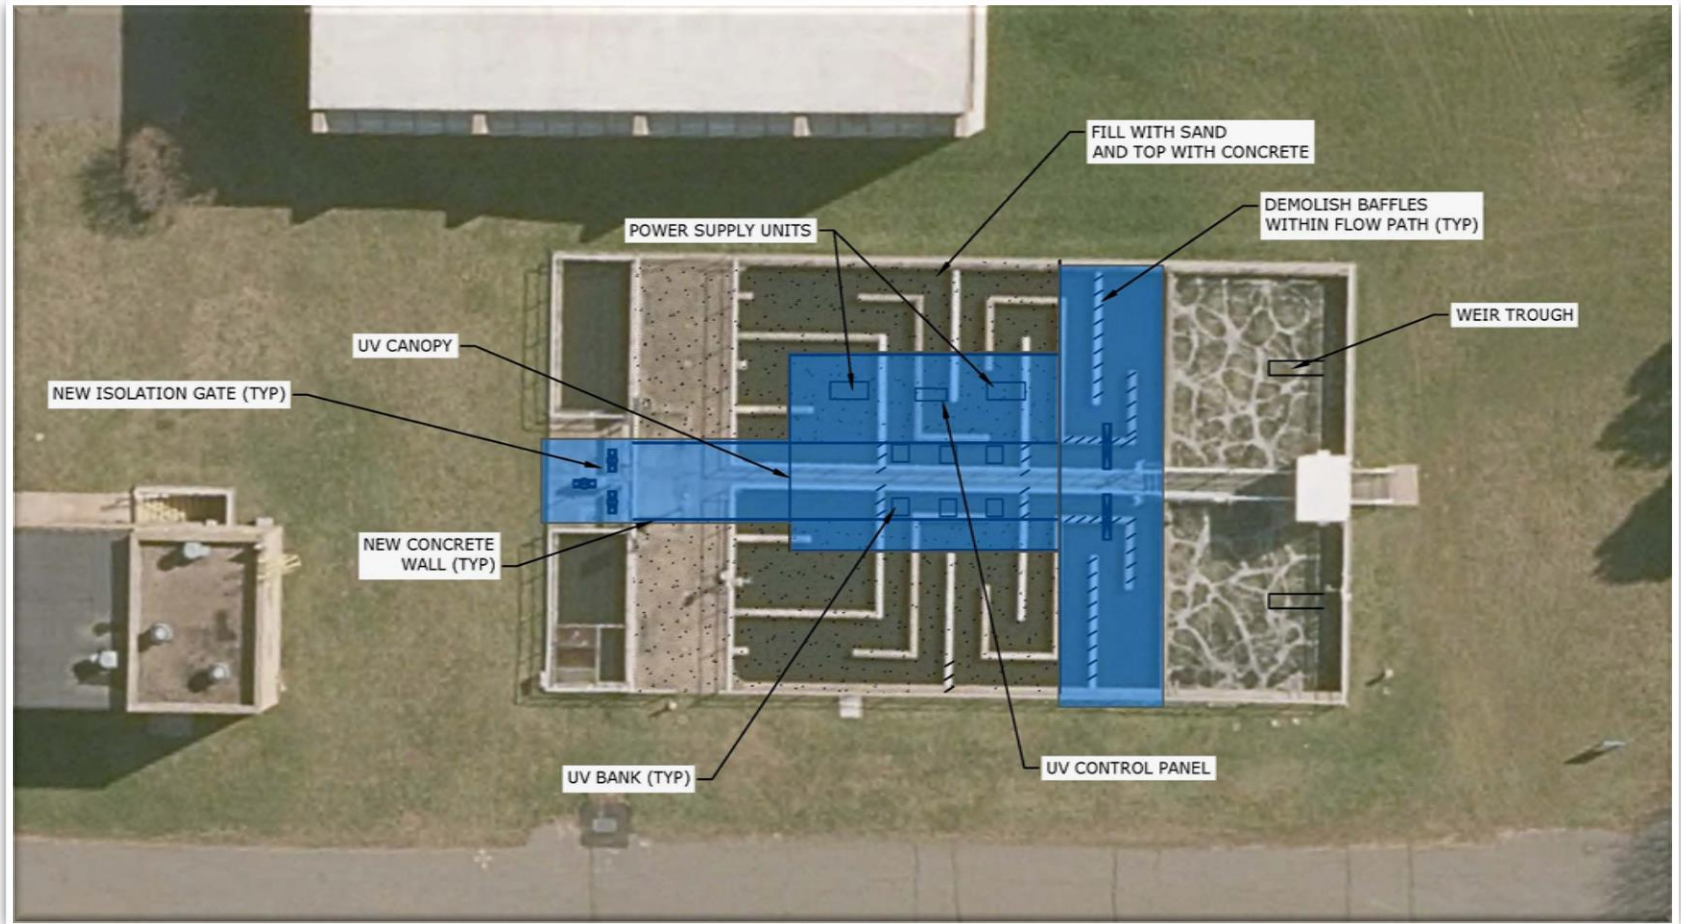 FILL WITH SAND
AND TOP WITH CONCRETE
DEMOLISH BAFFLES
WITHIN FLOW PATH (TYP)
POWER SUPPLY UNITS
WEIR TROUGH
UV CANOPY
NEW ISOLATION GATE (TYP)
NEW CONCRETE
WALL (TYP)
UV BANK (TYP)
UV CONTROL PANEL